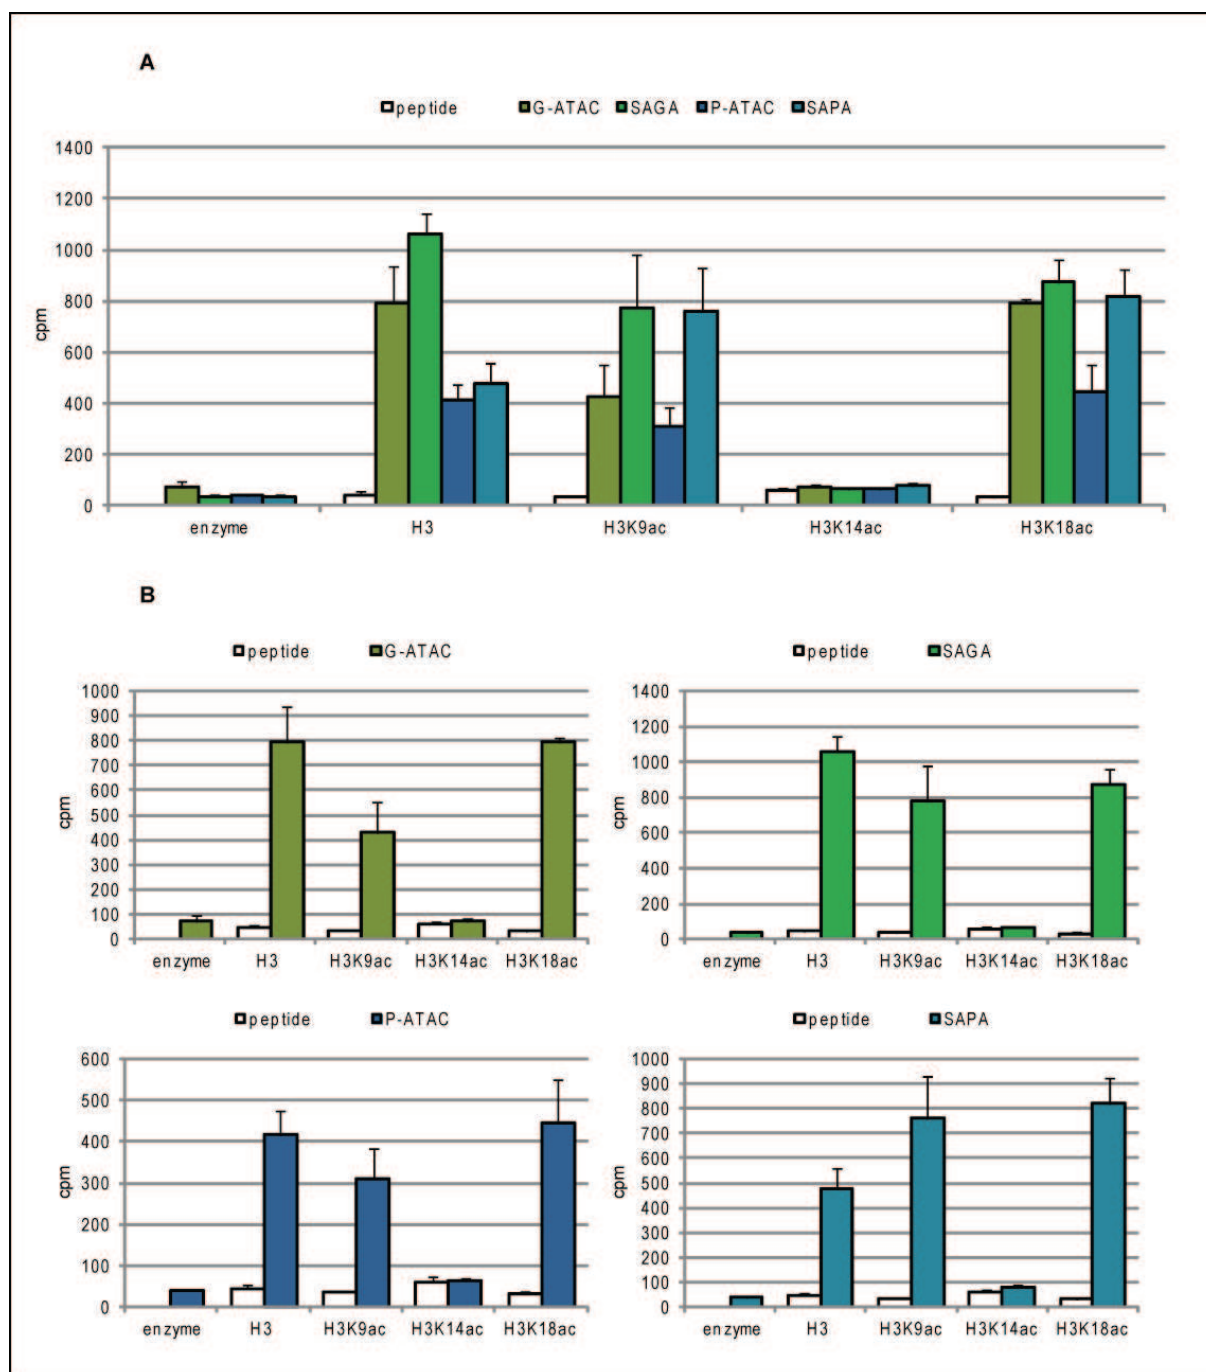 A
peptide G-ATAC SAGA P-ATAC SAPA
1400
1200
1000
800
600
400
200
0
cpm
enzyme H3 H3K9ac H3K14ac H3K18ac
B
peptide G-ATAC
1000
900
800
700
600
500
400
300
200
100
0
cpm
enzyme H3 H3K9ac H3K14ac H3K18ac
peptide SAGA
1400
1200
1000
800
600
400
200
0
cpm
enzyme H3 H3K9ac H3K14ac H3K18ac
peptide P-ATAC
600
500
400
300
200
100
0
cpm
enzyme H3 H3K9ac H3K14ac H3K18ac
peptide SAPA
1000
900
800
700
600
500
400
300
200
100
0
cpm
enzyme H3 H3K9ac H3K14ac H3K18ac